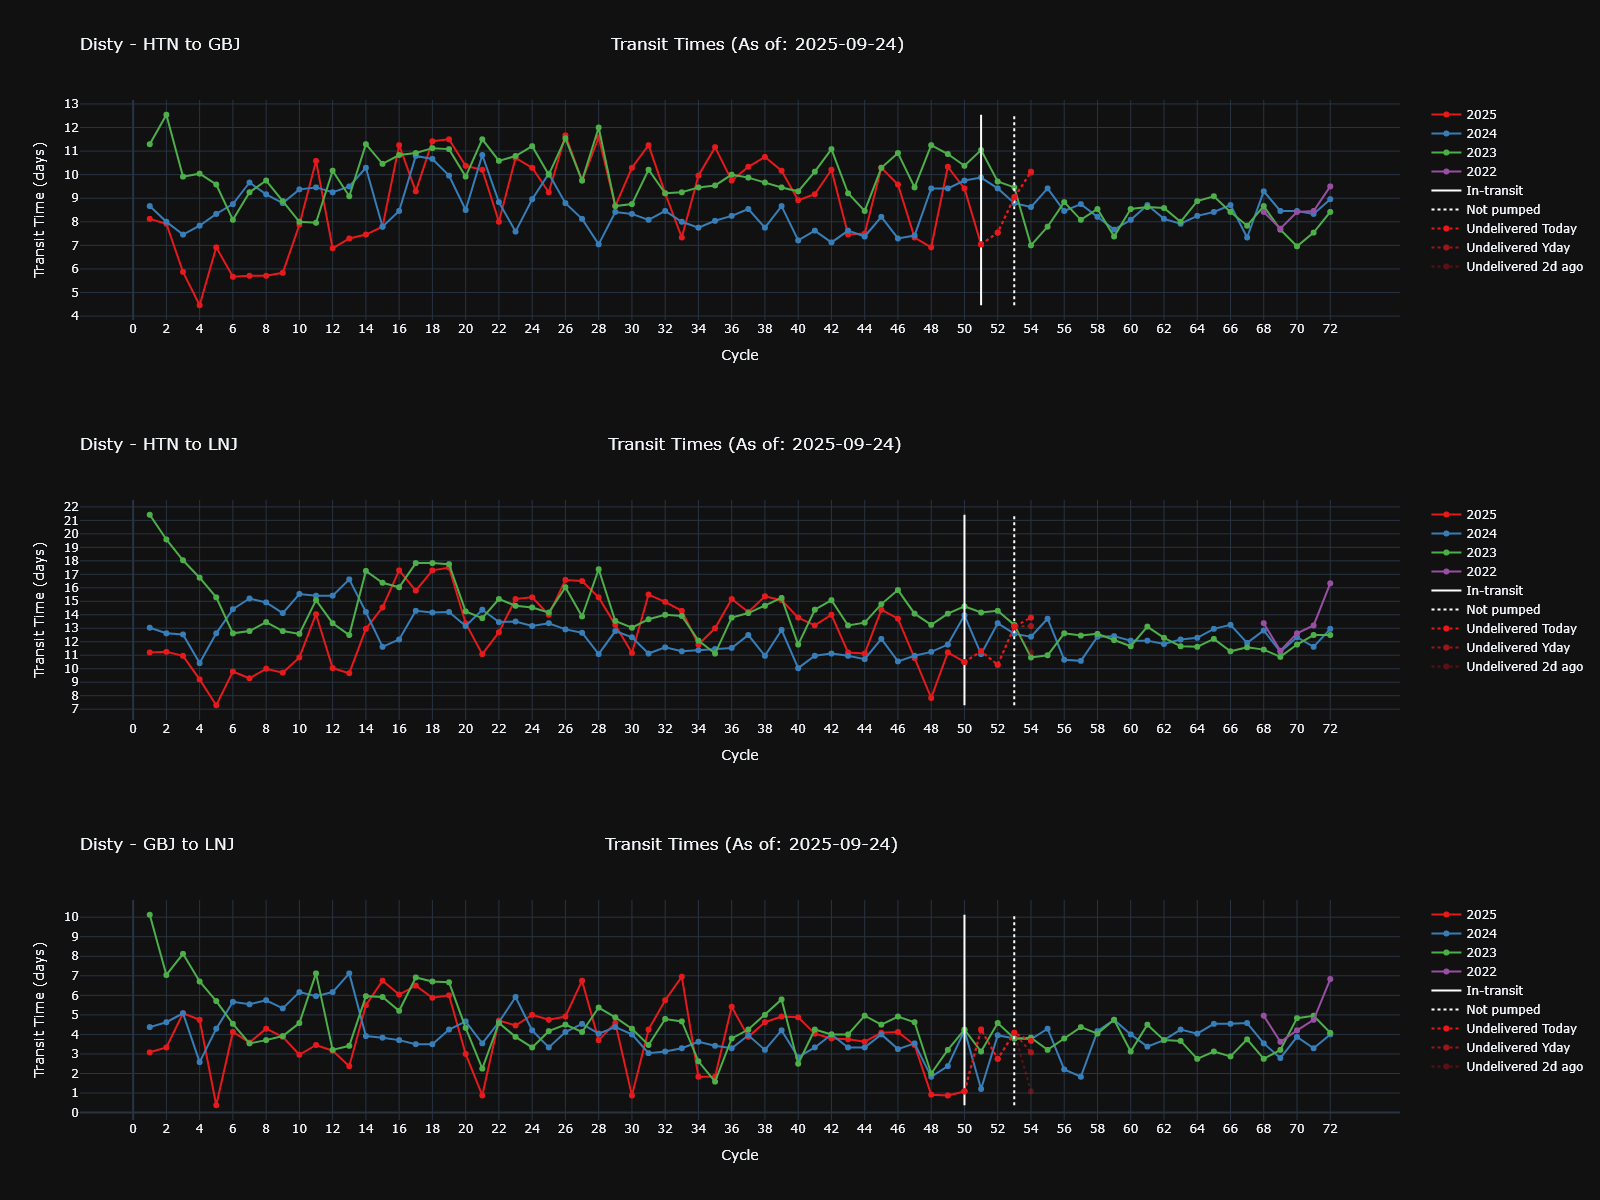 Disty - HTN to GBJ
Transit Times (As of: 2025-09-24)
Transit Time (days)
13
12
11
10
9
8
7
6
5
4
0 2 4 6 8 10 12 14 16 18 20 22 24 26 28 30 32 34 36 38 40 42 44 46 48 50 52 54 56 58 60 62 64 66 68 70 72
Cycle
2025
2024
2023
2022
In-transit
Not pumped
Undelivered Today
Undelivered Yday
Undelivered 2d ago
Disty - HTN to LNJ
Transit Times (As of: 2025-09-24)
Transit Time (days)
22
21
20
19
18
17
16
15
14
13
12
11
10
9
8
7
0 2 4 6 8 10 12 14 16 18 20 22 24 26 28 30 32 34 36 38 40 42 44 46 48 50 52 54 56 58 60 62 64 66 68 70 72
Cycle
2025
2024
2023
2022
In-transit
Not pumped
Undelivered Today
Undelivered Yday
Undelivered 2d ago
Disty - GBJ to LNJ
Transit Times (As of: 2025-09-24)
Transit Time (days)
10
9
8
7
6
5
4
3
2
1
0
0 2 4 6 8 10 12 14 16 18 20 22 24 26 28 30 32 34 36 38 40 42 44 46 48 50 52 54 56 58 60 62 64 66 68 70 72
Cycle
2025
2024
2023
2022
In-transit
Not pumped
Undelivered Today
Undelivered Yday
Undelivered 2d ago